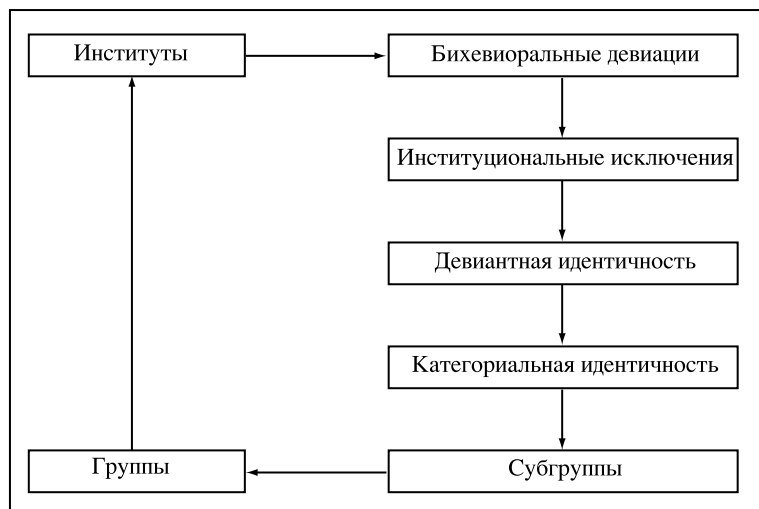 Институты
Бихевиоральные девиации
Институциональные исключения
Девиантная идентичность
Категориальная идентичность
Группы
Субгруппы